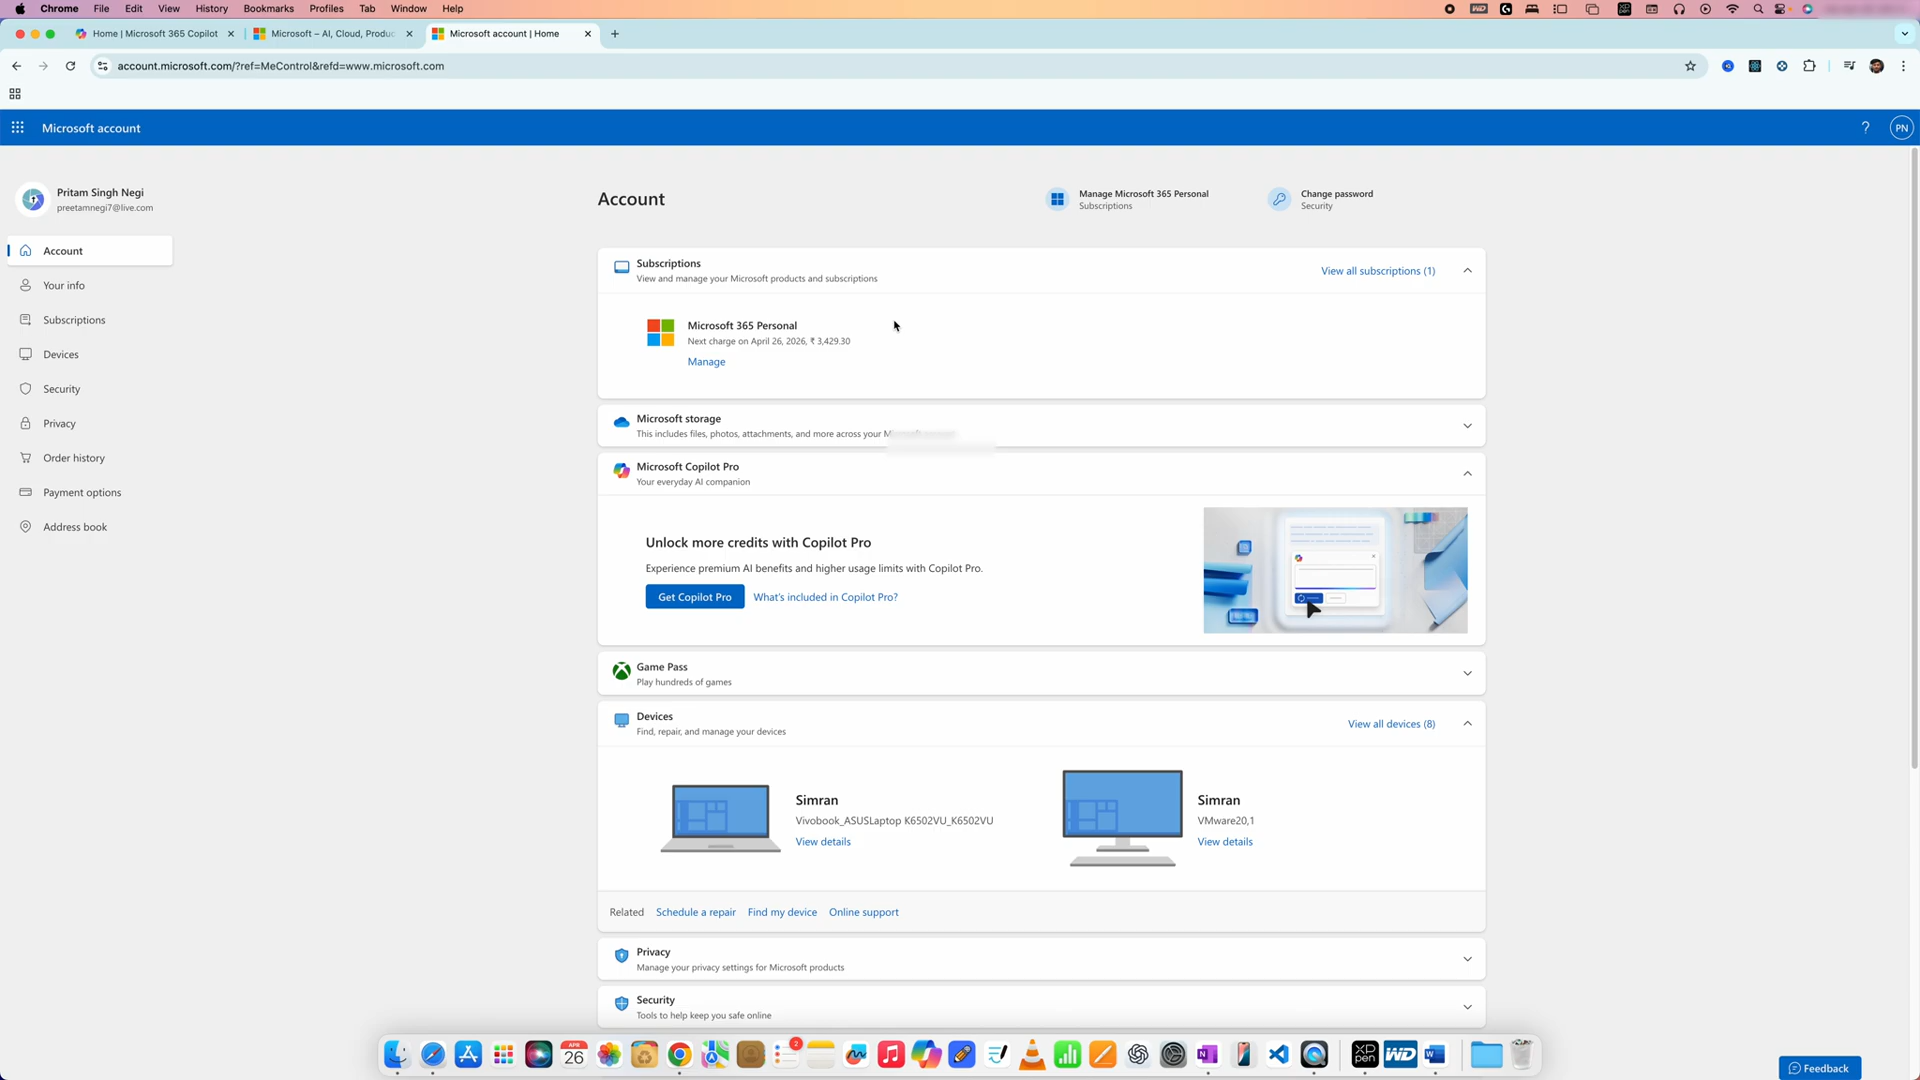 Chrome File Edit View History Bookmarks Profiles Tab Window Help
Home | Microsoft 365 Copilot Microsoft – AI, Cloud, Produc Microsoft account | Home
account.microsoft.com/?ref=MeControl&refd=www.microsoft.com
Microsoft account
? PN
Pritam Singh Negi
preetamnegi7@live.com
Account
Your info
Subscriptions
Devices
Security
Privacy
Order history
Payment options
Address book
Account
Manage Microsoft 365 Personal
Subscriptions
Change password
Security
Subscriptions
View and manage your Microsoft products and subscriptions
View all subscriptions (1)
Microsoft 365 Personal
Next charge on April 26, 2026, ₹ 3,429.30
Manage
Microsoft storage
This includes files, photos, attachments, and more across your
Microsoft Copilot Pro
Your everyday AI companion
Unlock more credits with Copilot Pro
Experience premium AI benefits and higher usage limits with Copilot Pro.
Get Copilot Pro What's included in Copilot Pro?
Game Pass
Play hundreds of games
Devices
Find, repair, and manage your devices
View all devices (8)
Simran
Vivobook_ASUSLaptop K6502VU_K6502VU
View details
Simran
VMware20,1
View details
Related Schedule a repair Find my device Online support
Privacy
Manage your privacy settings for Microsoft products
Security
Tools to help keep you safe online
APR
26
2
XP
pen
WD
Feedback